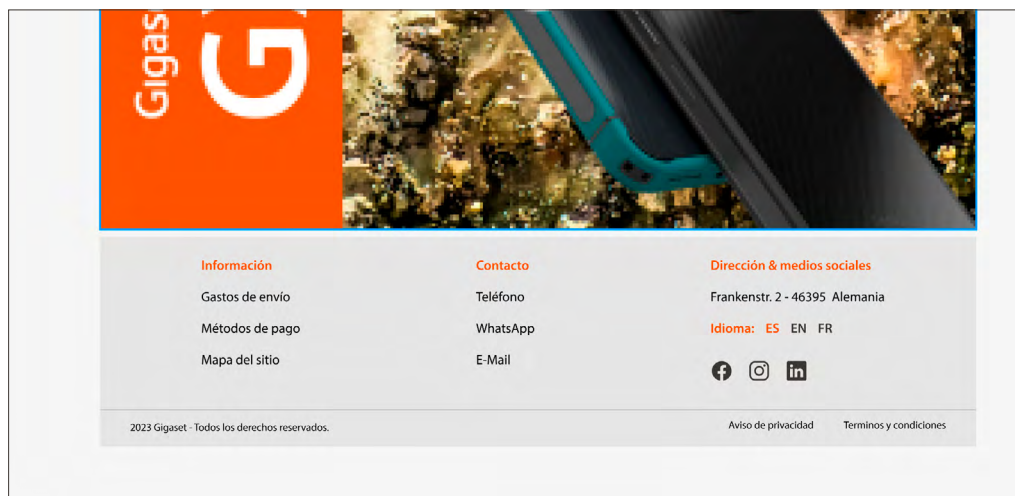 Gigas
G
Información
Gastos de envío
Métodos de pago
Mapa del sitio
Contacto
Teléfono
WhatsApp
E-Mail
Dirección & medios sociales
Frankenstr. 2 - 46395 Alemania
Idioma: ES EN FR
in
2023 Gigaset - Todos los derechos reservados.
Aviso de privacidad
Terminos y condiciones